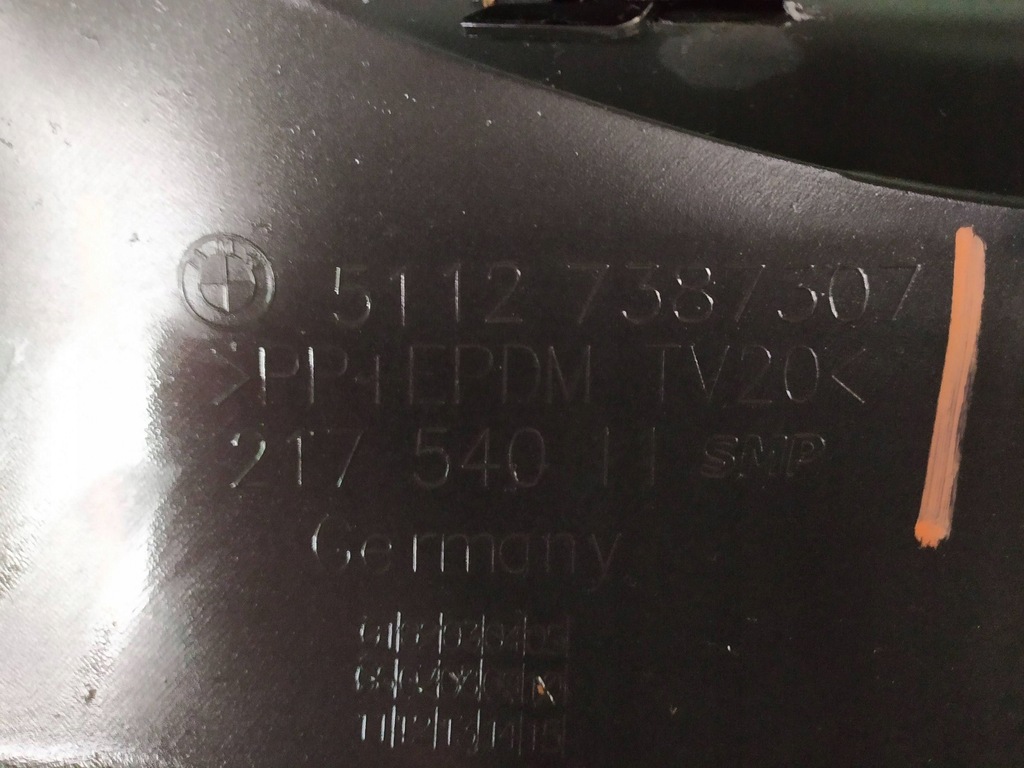 5112 7387307
>PP+EPDM TV20<
217 540 11 SMP
Germany